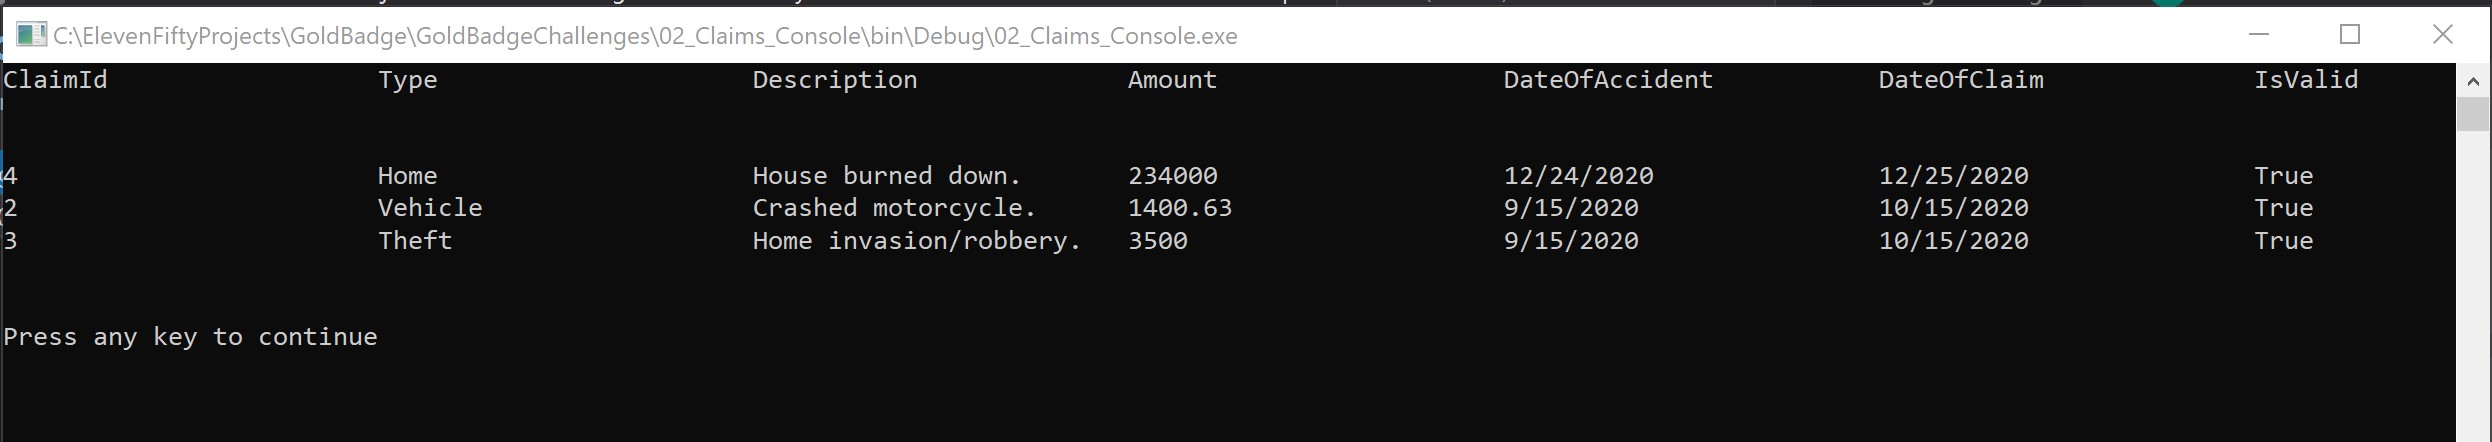 C:\ElevenFiftyProjects\GoldBadge\GoldBadgeChallenges\02_Claims_Console\bin\Debug\02_Claims_Console.exe
ClaimId Type Description Amount DateOfAccident DateOfClaim IsValid
4 Home House burned down. 234000 12/24/2020 12/25/2020 True
2 Vehicle Crashed motorcycle. 1400.63 9/15/2020 10/15/2020 True
3 Theft Home invasion/robbery. 3500 9/15/2020 10/15/2020 True
Press any key to continue